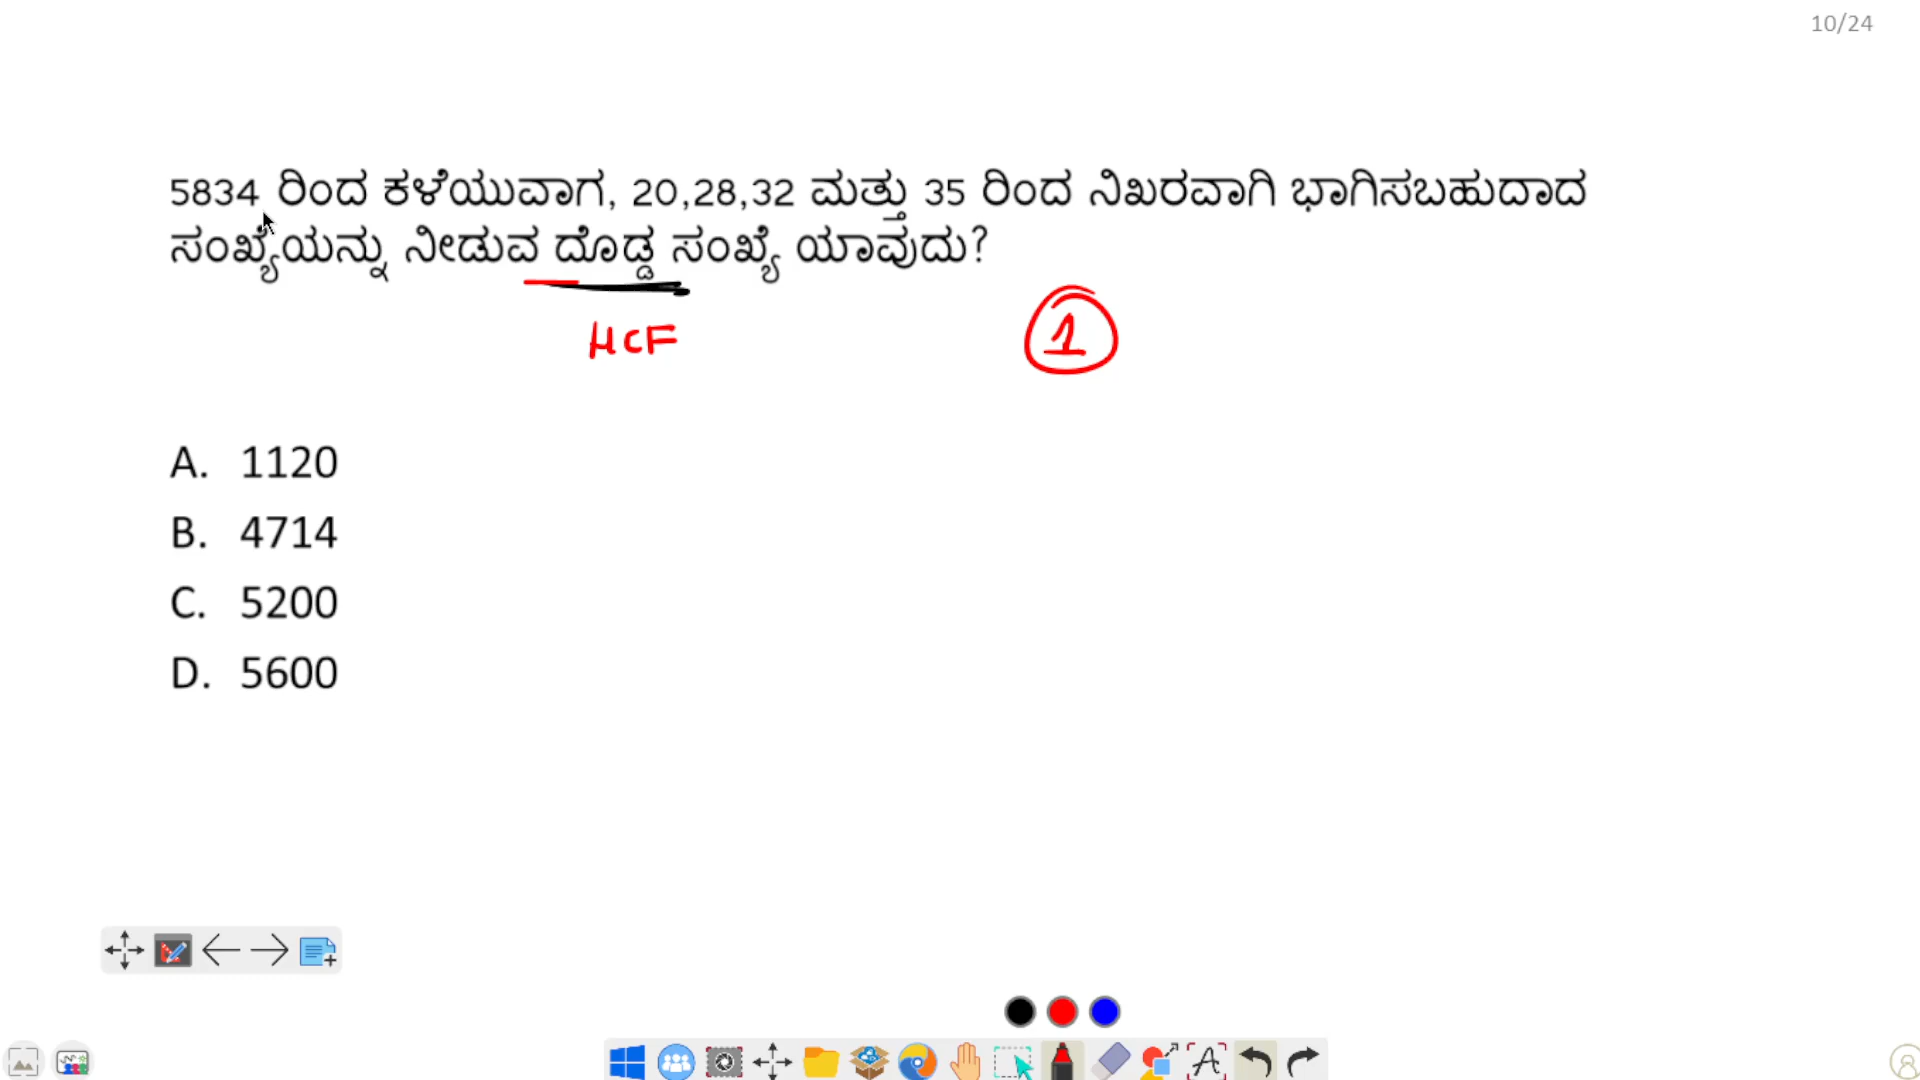 10/24
5834 ರಿಂದ ಕಳೆಯುವಾಗ, 20,28,32 ಮತ್ತು 35 ರಿಂದ ನಿಖರವಾಗಿ ಭಾಗಿಸಬಹುದಾದ
ಸಂಖ್ಯೆಯನ್ನು ನೀಡುವ ದೊಡ್ಡ ಸಂಖ್ಯೆ ಯಾವುದು?
HCF
1
A. 1120
B. 4714
C. 5200
D. 5600